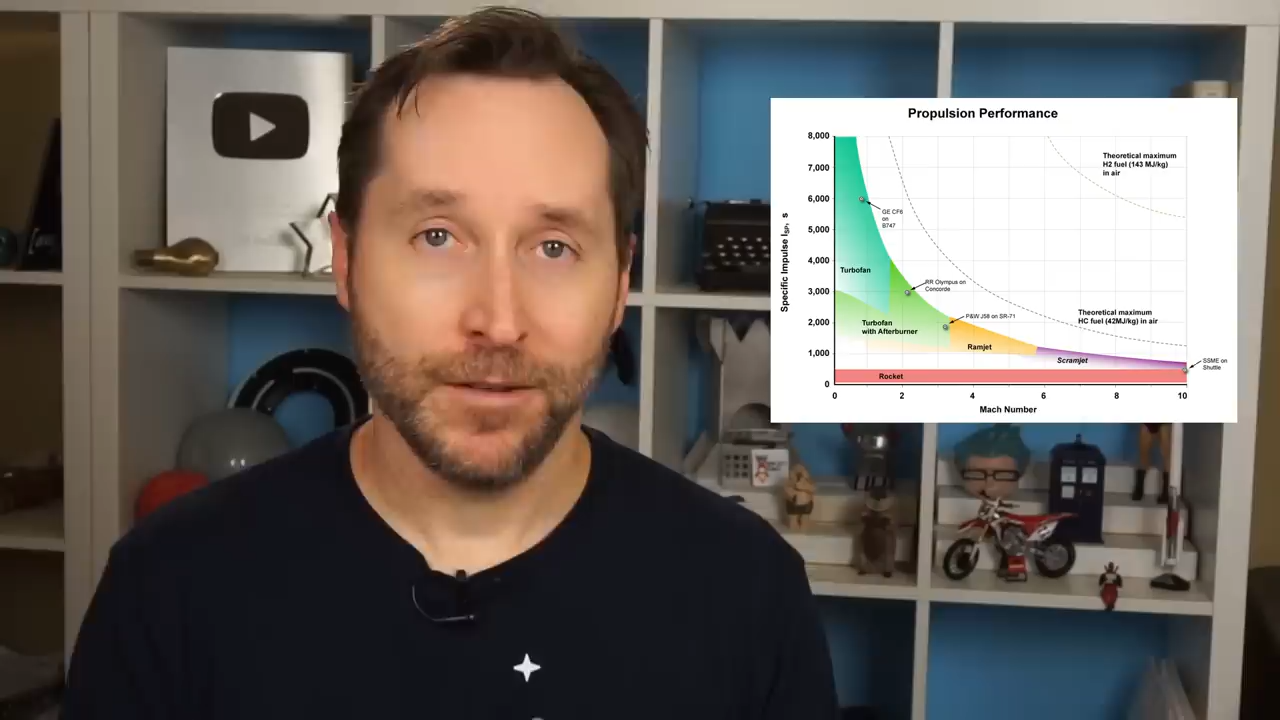 Propulsion Performance
8,000
7,000
6,000
5,000
4,000
3,000
2,000
1,000
0
Specific Impulse ISP, s
Theoretical maximum
H2 fuel (143 MJ/kg)
in air
GE CF6
on
B747
Turbofan
RR Olympus on
Concorde
Turbofan
with Afterburner
P&W J58 on SR-71
Theoretical maximum
HC fuel (42MJ/kg) in air
Ramjet
Scramjet
SSME on
Shuttle
Rocket
0
2
4
6
8
10
Mach Number